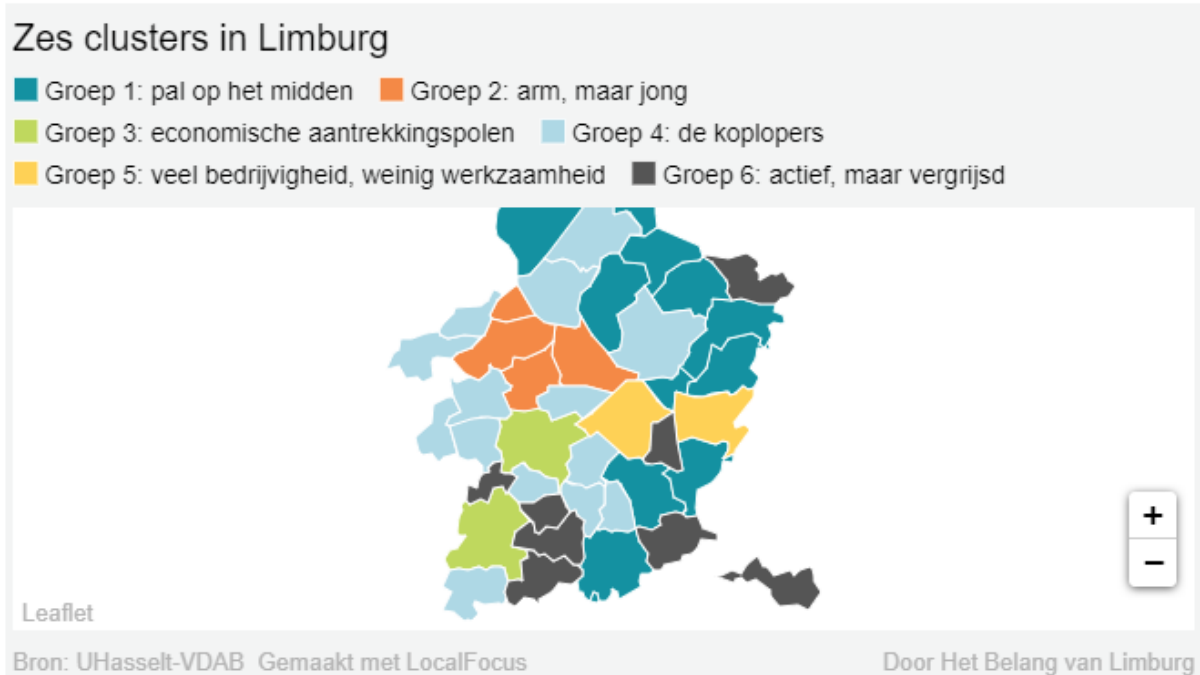 Zes clusters in Limburg
Groep 1: pal op het midden Groep 2: arm, maar jong
Groep 3: economische aantrekkingspolen Groep 4: de koplopers
Groep 5: veel bedrijvigheid, weinig werkzaamheid Groep 6: actief, maar vergrijsd
+
−
Leaflet
Bron: UHasselt-VDAB Gemaakt met LocalFocus Door Het Belang van Limburg